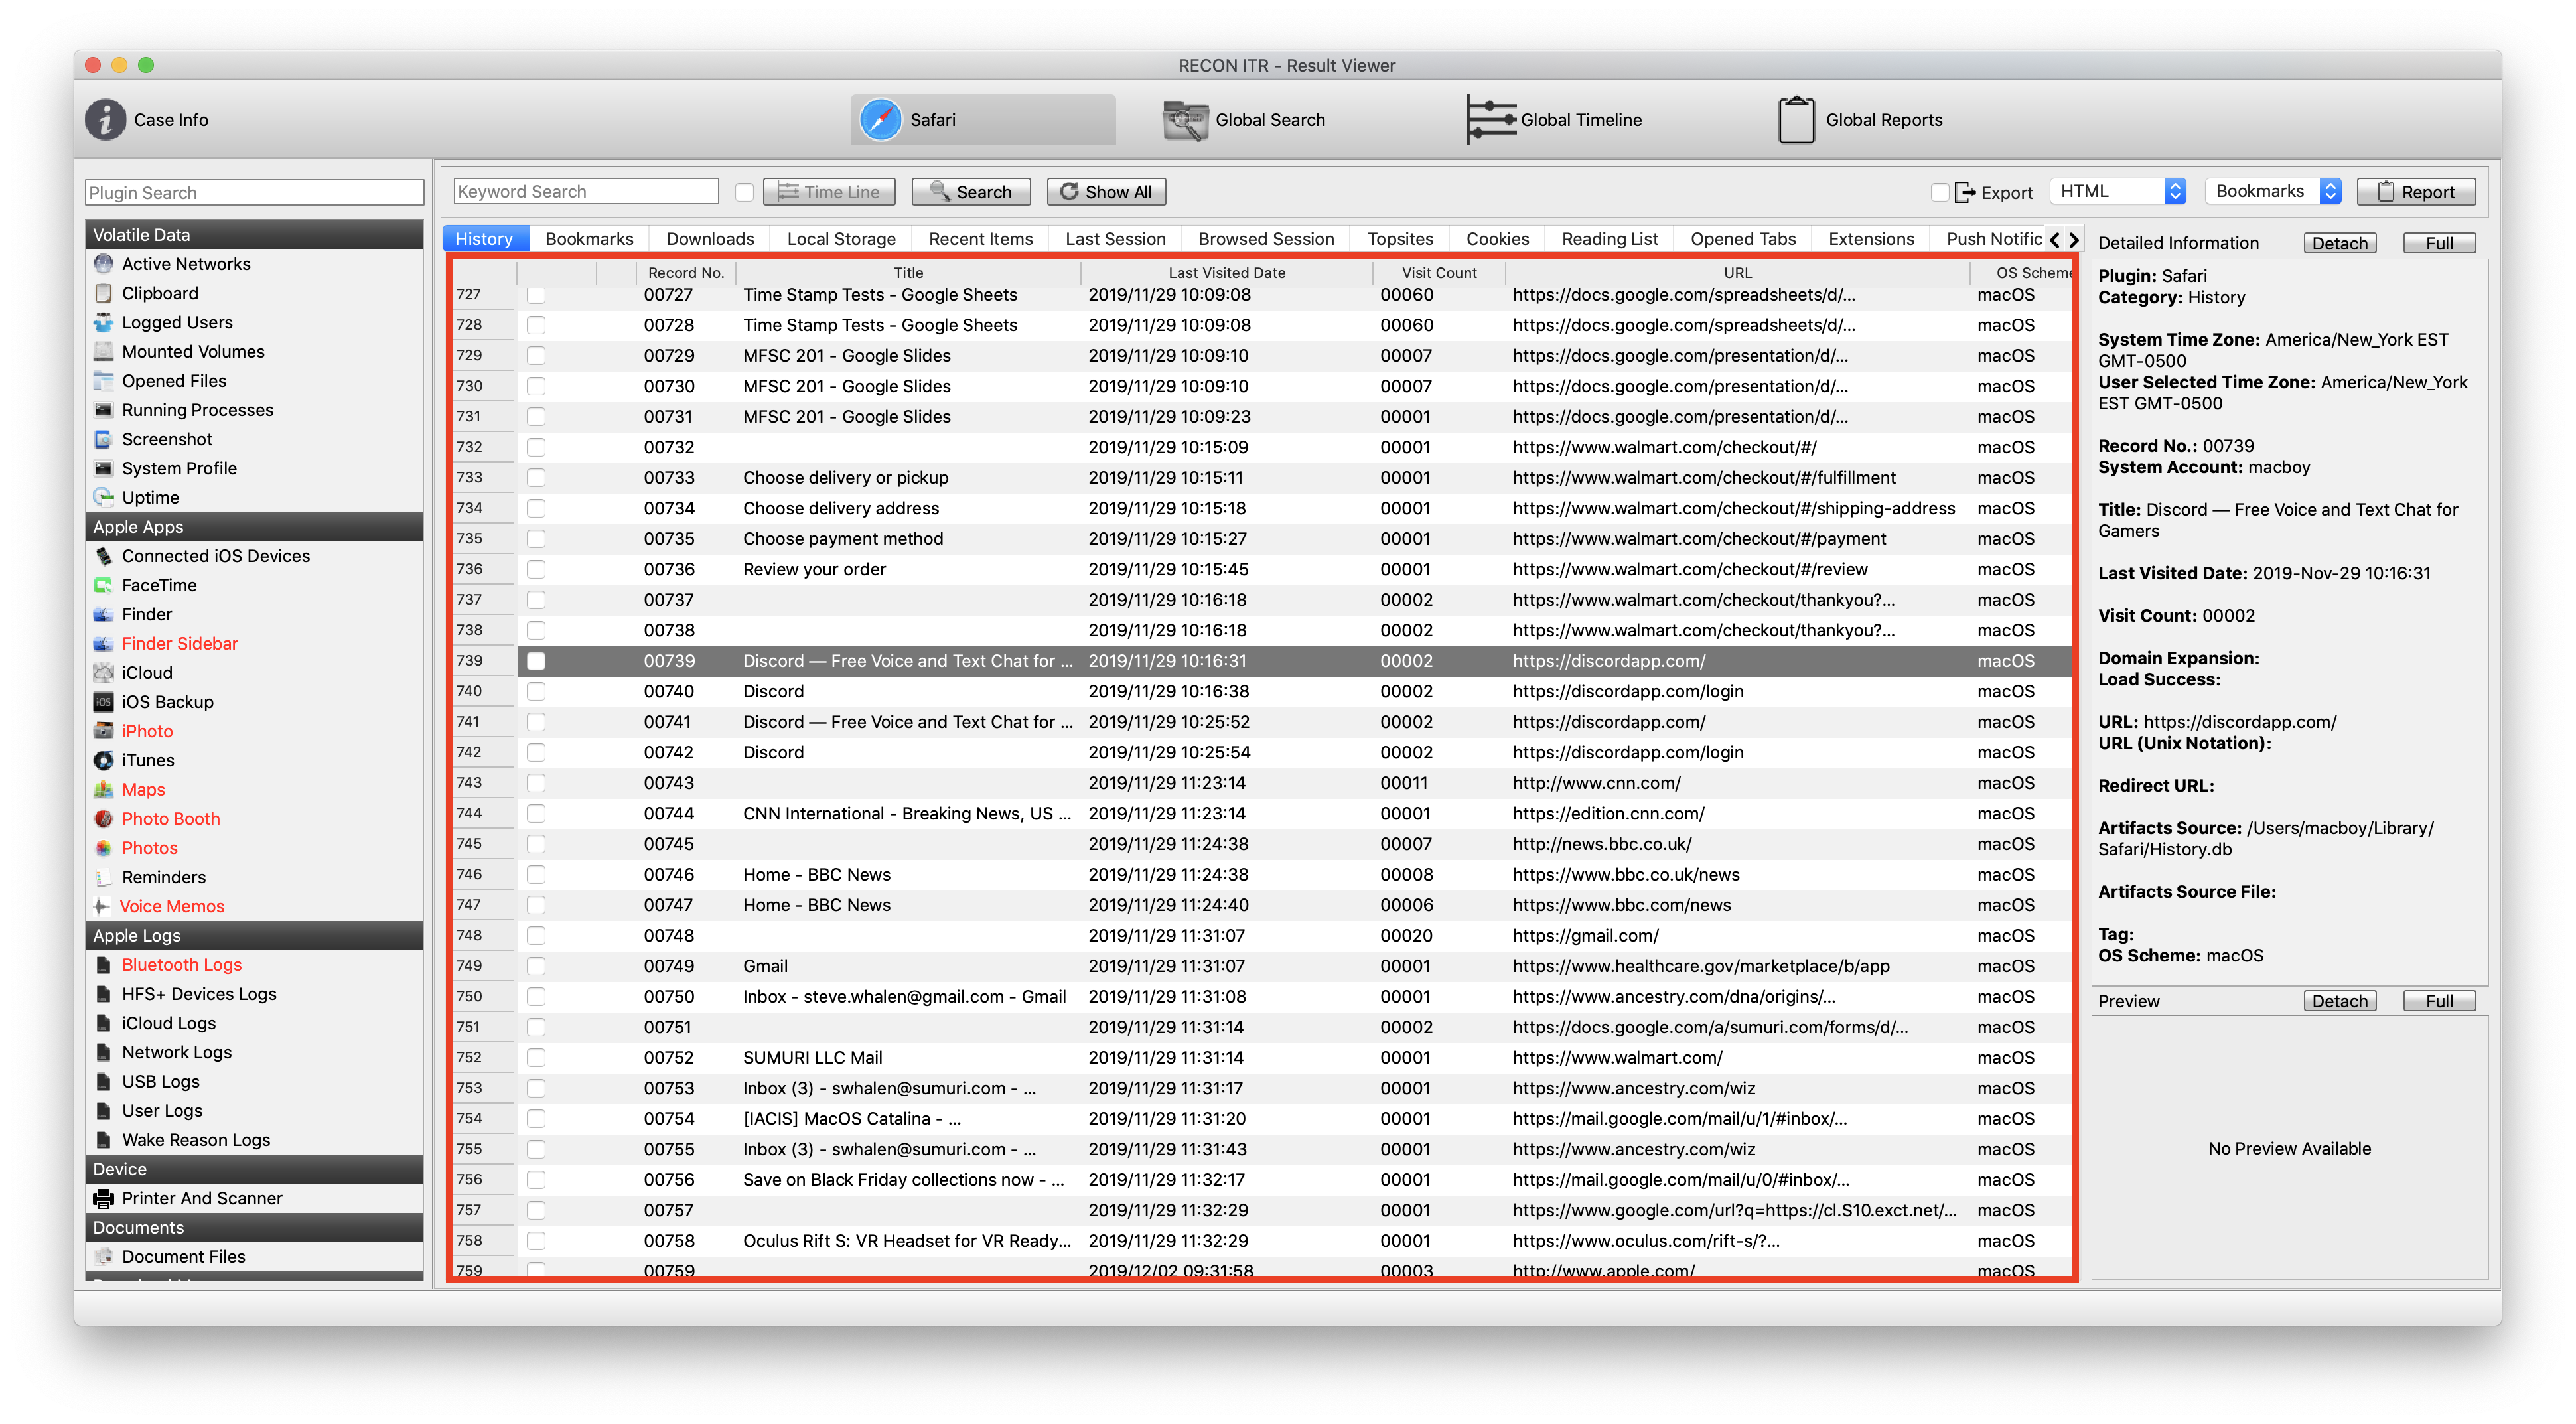 RECON ITR - Result Viewer
Case Info
Safari
Global Search
Global Timeline
Global Reports
Plugin Search
Volatile Data
Active Networks
Clipboard
Logged Users
Mounted Volumes
Opened Files
Running Processes
Screenshot
System Profile
Uptime
Apple Apps
Connected iOS Devices
FaceTime
Finder
Finder Sidebar
iCloud
iOS Backup
iPhoto
iTunes
Maps
Photo Booth
Photos
Reminders
Voice Memos
Apple Logs
Bluetooth Logs
HFS+ Devices Logs
iCloud Logs
Network Logs
USB Logs
User Logs
Wake Reason Logs
Device
Printer And Scanner
Documents
Document Files
Keyword Search Time Line Search Show All Export HTML Bookmarks Report
History Bookmarks Downloads Local Storage Recent Items Last Session Browsed Session Topsites Cookies Reading List Opened Tabs Extensions Push Notific
Record No. Title Last Visited Date Visit Count URL OS Scheme
727 00727 Time Stamp Tests - Google Sheets 2019/11/29 10:09:08 00060 https://docs.google.com/spreadsheets/d/... macOS
728 00728 Time Stamp Tests - Google Sheets 2019/11/29 10:09:08 00060 https://docs.google.com/spreadsheets/d/... macOS
729 00729 MFSC 201 - Google Slides 2019/11/29 10:09:10 00007 https://docs.google.com/presentation/d/... macOS
730 00730 MFSC 201 - Google Slides 2019/11/29 10:09:10 00007 https://docs.google.com/presentation/d/... macOS
731 00731 MFSC 201 - Google Slides 2019/11/29 10:09:23 00001 https://docs.google.com/presentation/d/... macOS
732 00732 2019/11/29 10:15:09 00001 https://www.walmart.com/checkout/#/ macOS
733 00733 Choose delivery or pickup 2019/11/29 10:15:11 00001 https://www.walmart.com/checkout/#/fulfillment macOS
734 00734 Choose delivery address 2019/11/29 10:15:18 00001 https://www.walmart.com/checkout/#/shipping-address macOS
735 00735 Choose payment method 2019/11/29 10:15:27 00001 https://www.walmart.com/checkout/#/payment macOS
736 00736 Review your order 2019/11/29 10:15:45 00001 https://www.walmart.com/checkout/#/review macOS
737 00737 2019/11/29 10:16:18 00002 https://www.walmart.com/checkout/thankyou?... macOS
738 00738 2019/11/29 10:16:18 00002 https://www.walmart.com/checkout/thankyou?... macOS
739 00739 Discord — Free Voice and Text Chat for ... 2019/11/29 10:16:31 00002 https://discordapp.com/ macOS
740 00740 Discord 2019/11/29 10:16:38 00002 https://discordapp.com/login macOS
741 00741 Discord — Free Voice and Text Chat for ... 2019/11/29 10:25:52 00002 https://discordapp.com/ macOS
742 00742 Discord 2019/11/29 10:25:54 00002 https://discordapp.com/login macOS
743 00743 2019/11/29 11:23:14 00011 http://www.cnn.com/ macOS
744 00744 CNN International - Breaking News, US ... 2019/11/29 11:23:14 00001 https://edition.cnn.com/ macOS
745 00745 2019/11/29 11:24:38 00007 http://news.bbc.co.uk/ macOS
746 00746 Home - BBC News 2019/11/29 11:24:38 00008 https://www.bbc.co.uk/news macOS
747 00747 Home - BBC News 2019/11/29 11:24:40 00006 https://www.bbc.com/news macOS
748 00748 2019/11/29 11:31:07 00020 https://gmail.com/ macOS
749 00749 Gmail 2019/11/29 11:31:07 00001 https://www.healthcare.gov/marketplace/b/app macOS
750 00750 Inbox - steve.whalen@gmail.com - Gmail 2019/11/29 11:31:08 00001 https://www.ancestry.com/dna/origins/... macOS
751 00751 2019/11/29 11:31:14 00002 https://docs.google.com/a/sumuri.com/forms/d/... macOS
752 00752 SUMURI LLC Mail 2019/11/29 11:31:14 00001 https://www.walmart.com/ macOS
753 00753 Inbox (3) - swhalen@sumuri.com - ... 2019/11/29 11:31:17 00001 https://www.ancestry.com/wiz macOS
754 00754 [IACIS] MacOS Catalina - ... 2019/11/29 11:31:20 00001 https://mail.google.com/mail/u/1/#inbox/... macOS
755 00755 Inbox (3) - swhalen@sumuri.com - ... 2019/11/29 11:31:43 00001 https://www.ancestry.com/wiz macOS
756 00756 Save on Black Friday collections now - ... 2019/11/29 11:32:17 00001 https://mail.google.com/mail/u/0/#inbox/... macOS
757 00757 2019/11/29 11:32:29 00001 https://www.google.com/url?q=https://cl.S10.exct.net/... macOS
758 00758 Oculus Rift S: VR Headset for VR Ready... 2019/11/29 11:32:29 00001 https://www.oculus.com/rift-s/?... macOS
759 00759 2019/12/02 09:31:58 00003 http://www.apple.com/ macOS
Detailed Information Detach Full
Plugin: Safari
Category: History
System Time Zone: America/New_York EST
GMT-0500
User Selected Time Zone: America/New_York
EST GMT-0500
Record No.: 00739
System Account: macboy
Title: Discord — Free Voice and Text Chat for
Gamers
Last Visited Date: 2019-Nov-29 10:16:31
Visit Count: 00002
Domain Expansion:
Load Success:
URL: https://discordapp.com/
URL (Unix Notation):
Redirect URL:
Artifacts Source: /Users/macboy/Library/
Safari/History.db
Artifacts Source File:
Tag:
OS Scheme: macOS
Preview Detach Full
No Preview Available